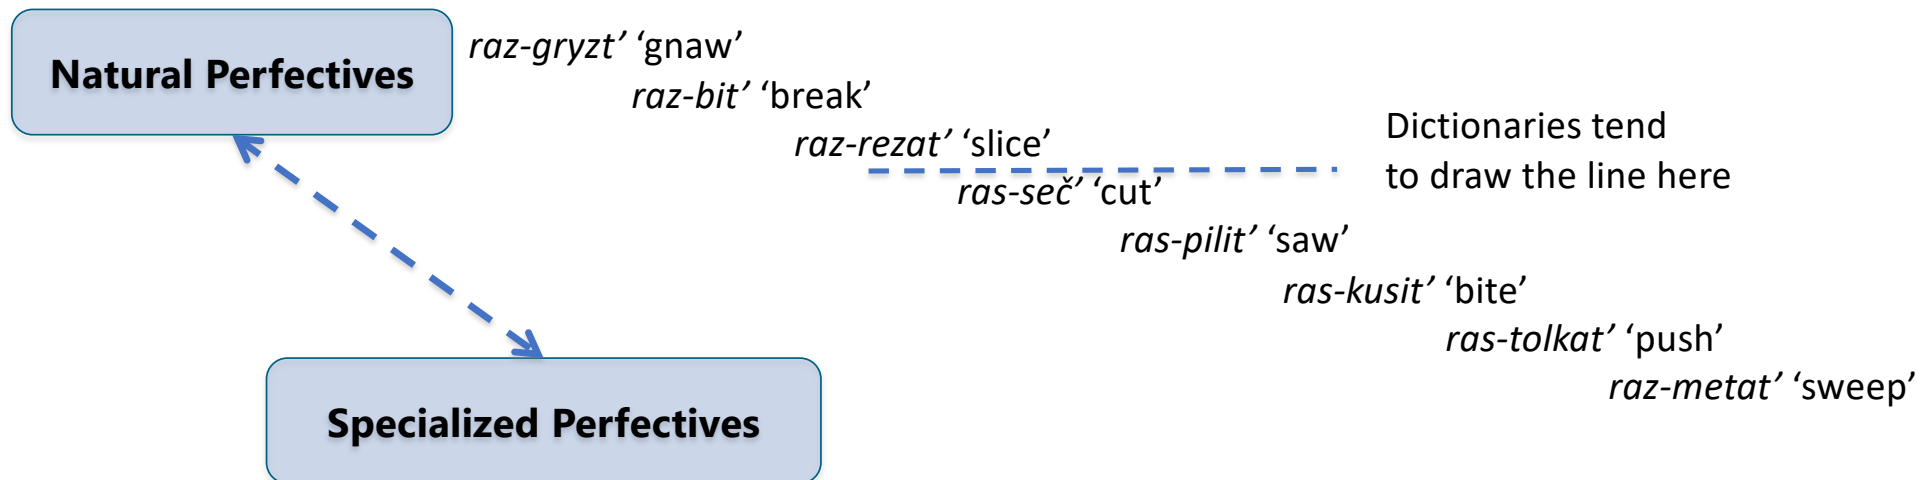 Natural Perfectives
raz-gryzt’ ‘gnaw’
raz-bit’ ‘break’
raz-rezat’ ‘slice’
Dictionaries tend
to draw the line here
ras-seč’ ‘cut’
ras-pilit’ ‘saw’
ras-kusit’ ‘bite’
ras-tolkat’ ‘push’
raz-metat’ ‘sweep’
Specialized Perfectives